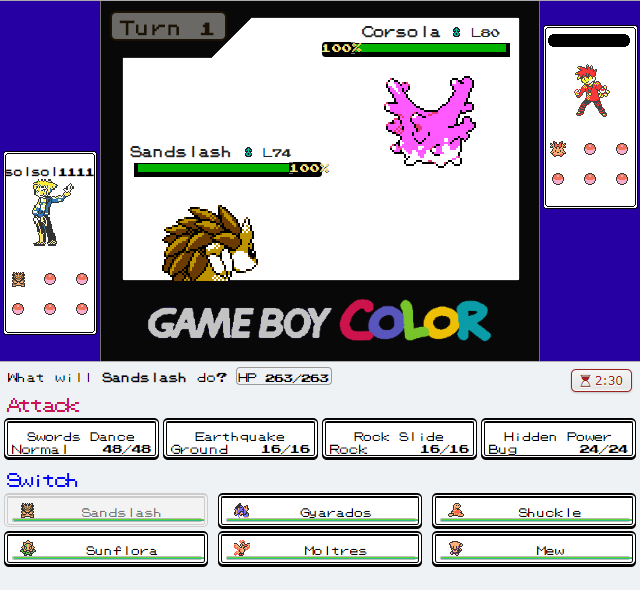 Turn 1
Corsola L80
100%
Sandslash L74
100%
solsol1111
GAME BOY COLOR
What will Sandslash do? HP 263/263
2:30
Attack
Swords Dance
Normal 48/48
Earthquake
Ground 16/16
Rock Slide
Rock 16/16
Hidden Power
Bug 24/24
Switch
Sandslash
Gyarados
Shuckle
Sunflora
Moltres
Mew